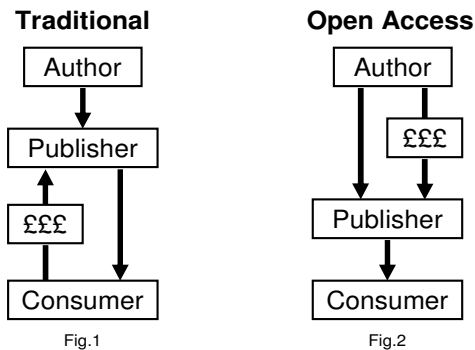 Traditional
Author
Publisher
£££
Consumer
Fig.1
Open Access
Author
£££
Publisher
Consumer
Fig.2